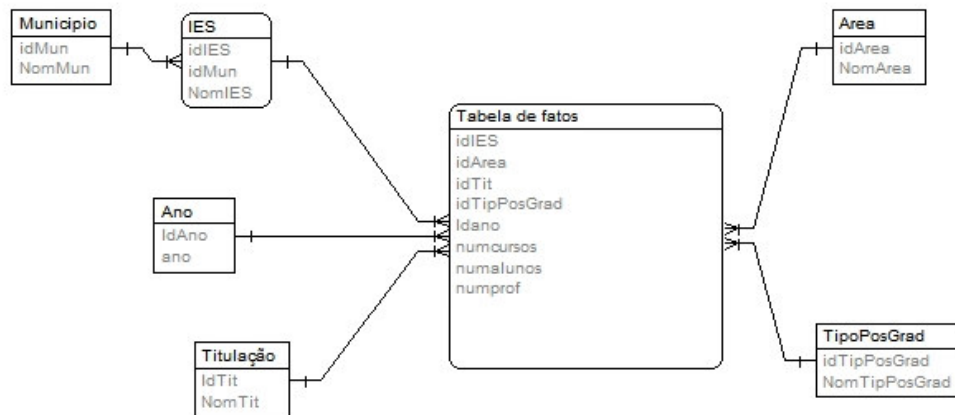 Municipio
idMun
NomMun
IES
idIES
idMun
NomIES
Area
idArea
NomArea
Tabela de fatos
idIES
idArea
idTit
idTipPosGrad
Idano
numcursos
numalunos
numprof
Ano
IdAno
ano
Titulação
IdTit
NomTit
TipoPosGrad
idTipPosGrad
NomTipPosGrad